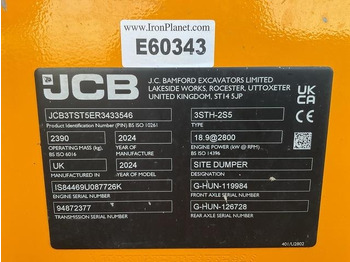 www.IronPlanet.com
E60343
JCB
J.C. BAMFORD EXCAVATORS LIMITED
LAKESIDE WORKS, ROCESTER, UTTOXETER
UNITED KINGDOM, ST14 5JP
UK
CA
JCB3TST5ER3433546
Product Identification Number (PIN) BS ISO 10261
3STH-2S5
TYPE
2390
OPERATING MASS (kg)
BS ISO 6016
2024
YEAR OF
MANUFACTURE
18.9@2800
ENGINE POWER (kW @ RPM)
BS ISO 14396
UK
MADE IN
2024
YEAR OF
CONSTRUCTION
SITE DUMPER
DESIGNATION
IS84469U087726K
ENGINE SERIAL NUMBER
G-HUN-119984
FRONT AXLE SERIAL NUMBER
94872377
TRANSMISSION SERIAL NUMBER
G-HUN-126728
REAR AXLE SERIAL NUMBER
401/U2802